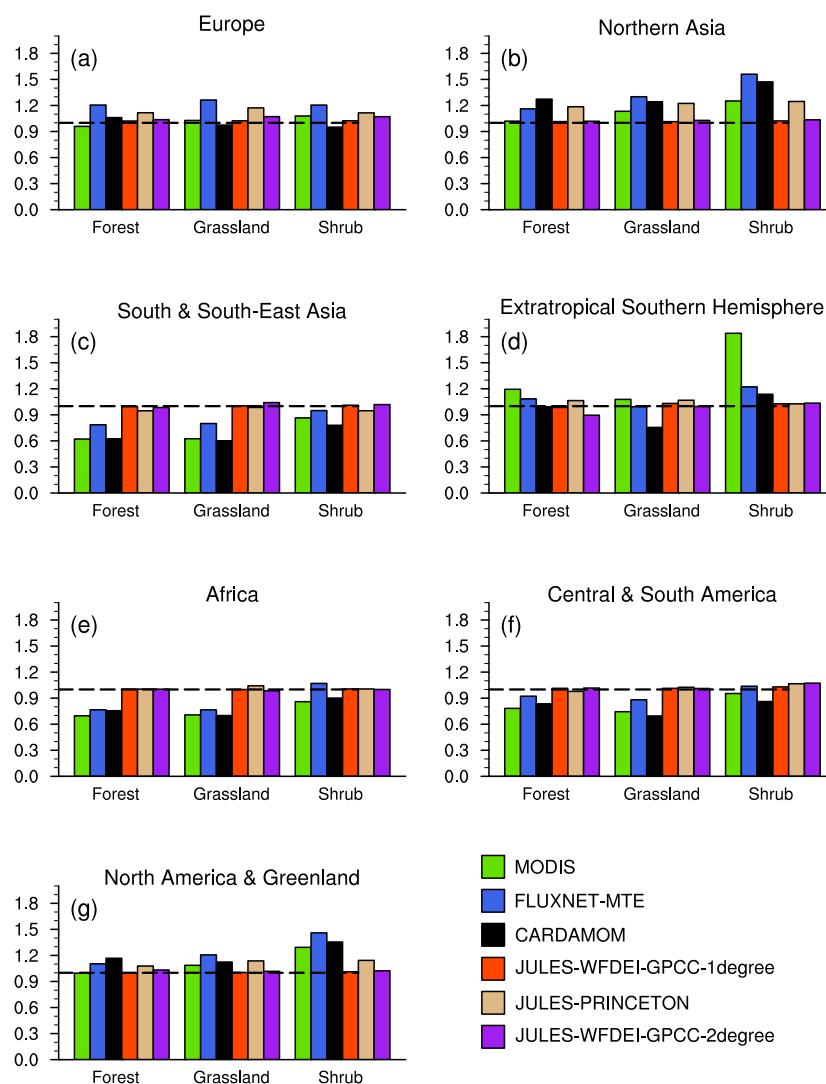 Europe
(a)
1.8
1.5
1.2
0.9
0.6
0.3
0.0
Forest Grassland Shrub
Northern Asia
(b)
1.8
1.5
1.2
0.9
0.6
0.3
0.0
Forest Grassland Shrub
South & South-East Asia
(c)
1.8
1.5
1.2
0.9
0.6
0.3
0.0
Forest Grassland Shrub
Extratropical Southern Hemisphere
(d)
1.8
1.5
1.2
0.9
0.6
0.3
0.0
Forest Grassland Shrub
Africa
(e)
1.8
1.5
1.2
0.9
0.6
0.3
0.0
Forest Grassland Shrub
Central & South America
(f)
1.8
1.5
1.2
0.9
0.6
0.3
0.0
Forest Grassland Shrub
North America & Greenland
(g)
1.8
1.5
1.2
0.9
0.6
0.3
0.0
Forest Grassland Shrub
MODIS
FLUXNET-MTE
CARDAMOM
JULES-WFDEI-GPCC-1degree
JULES-PRINCETON
JULES-WFDEI-GPCC-2degree